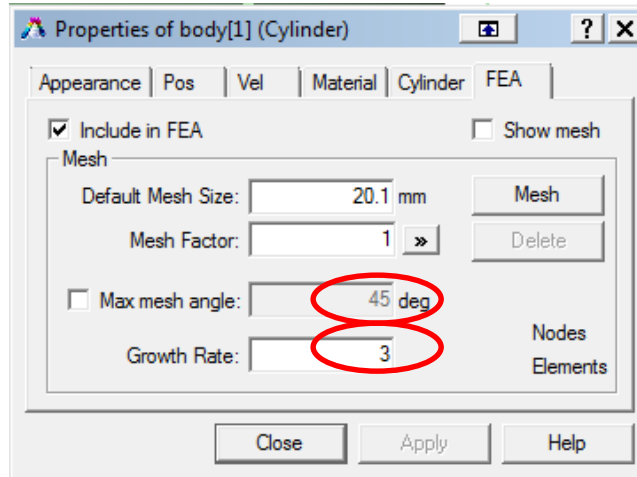 Properties of body[1] (Cylinder) ? X
Appearance Pos Vel Material Cylinder FEA
Include in FEA Show mesh
Mesh
Default Mesh Size: 20.1 mm Mesh
Mesh Factor: 1 » Delete
Max mesh angle: 45 deg
Growth Rate: 3
Nodes
Elements
Close Apply Help